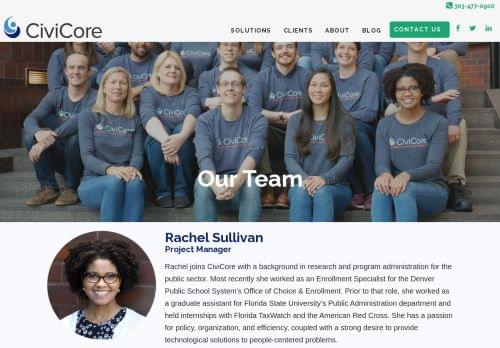 303-477-0900
CiviCore
SOLUTIONS CLIENTS ABOUT BLOG CONTACT US
CiviCore CiviCore CiviCore CiviCore
Our Team
Rachel Sullivan
Project Manager
Rachel joins CiviCore with a background in research and program administration for the
public sector. Most recently she worked as an Enrollment Specialist for the Denver
Public School System's Office of Choice & Enrollment. Prior to that role, she worked as
a graduate assistant for Florida State University's Public Administration department and
held internships with Florida TaxWatch and the American Red Cross. She has a passion
for policy, organization, and efficiency, coupled with a strong desire to provide
technological solutions to people-centered problems.